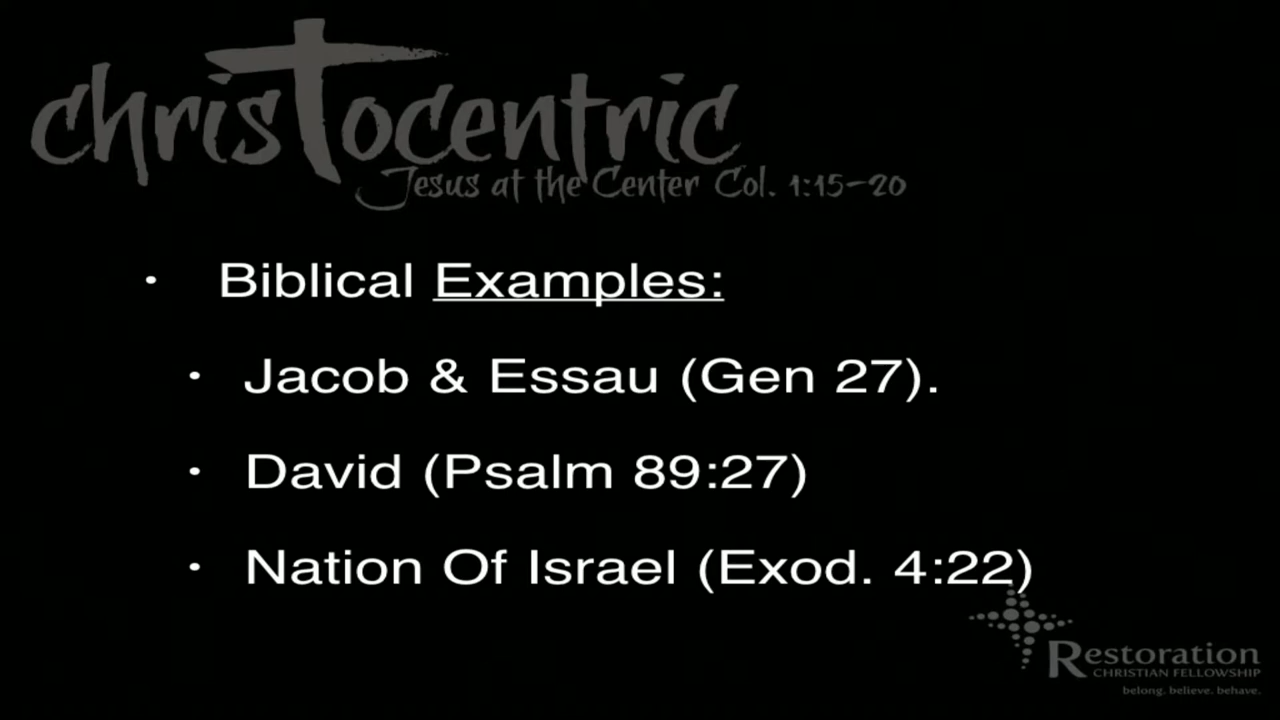 chrisTocentric
Jesus at the Center Col. 1:15-20
• Biblical Examples:
• Jacob & Essau (Gen 27).
• David (Psalm 89:27)
• Nation Of Israel (Exod. 4:22)
Restoration
CHRISTIAN FELLOWSHIP
belong. believe. behave.